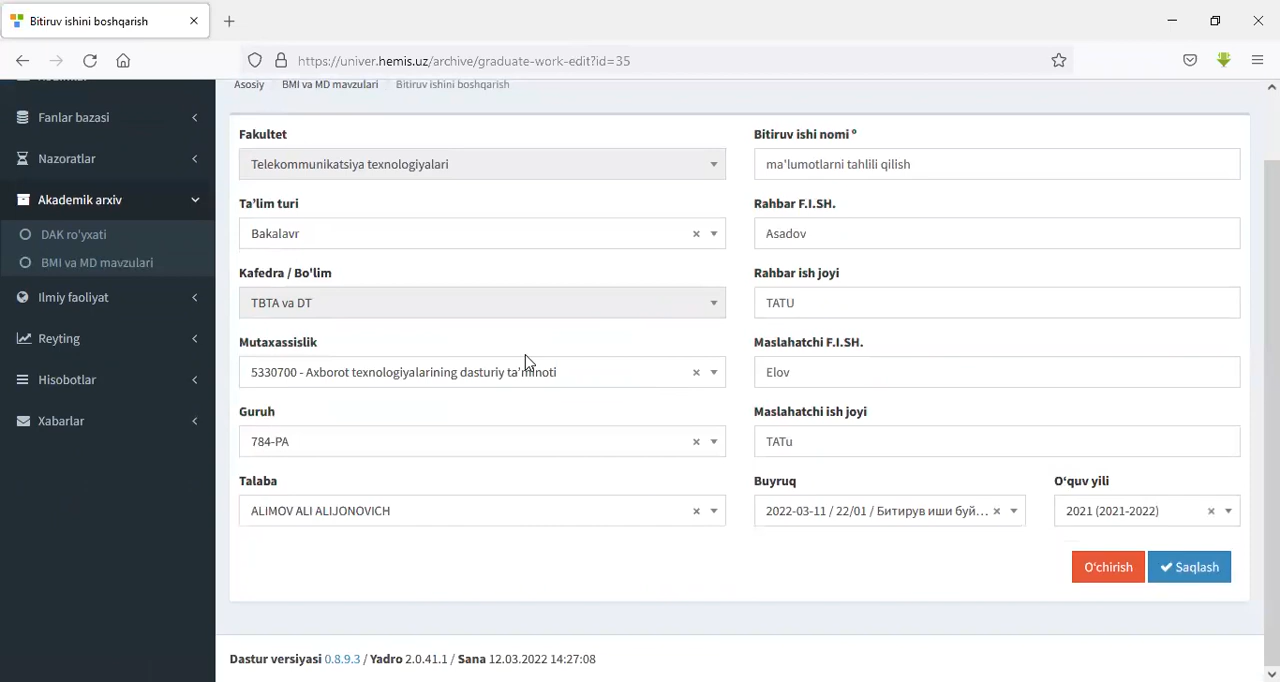 Bitiruv ishini boshqarish
https://univer.hemis.uz/archive/graduate-work-edit?id=35
Fanlar bazasi
Nazoratlar
Akademik arxiv
DAK ro'yxati
BMI va MD mavzulari
Ilmiy faoliyat
Reyting
Hisobotlar
Xabarlar
Asosiy BMI va MD mavzulari Bitiruv ishini boshqarish
Fakultet
Telekommunikatsiya texnologiyalari
Ta'lim turi
Bakalavr
Kafedra / Bo'lim
TBTA va DT
Mutaxassislik
5330700 - Axborot texnologiyalarining dasturiy ta'minoti
Guruh
784-PA
Talaba
ALIMOV ALI ALIJONOVICH
Bitiruv ishi nomi º
ma'lumotlarni tahlili qilish
Rahbar F.I.SH.
Asadov
Rahbar ish joyi
TATU
Maslahatchi F.I.SH.
Elov
Maslahatchi ish joyi
TATu
Buyruq
2022-03-11 / 22/01 / Битирув иши буй…
O‘quv yili
2021 (2021-2022)
O‘chirish
Saqlash
Dastur versiyasi 0.8.9.3 / Yadro 2.0.41.1 / Sana 12.03.2022 14:27:08